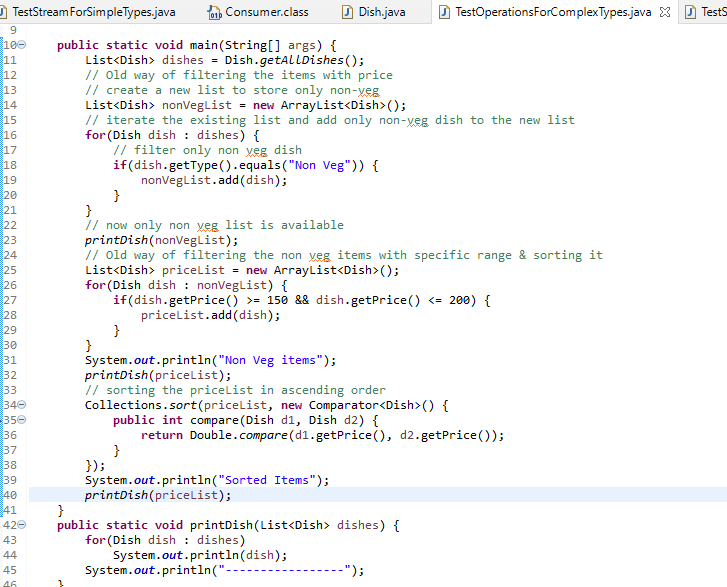 TestStreamForSimpleTypes.java Consumer.class Dish.java TestOperationsForComplexTypes.java TestS
9
10 public static void main(String[] args) {
11 List<Dish> dishes = Dish.getAllDishes();
12 // Old way of filtering the items with price
13 // create a new list to store only non-veg
14 List<Dish> nonVegList = new ArrayList<Dish>();
15 // iterate the existing list and add only non-veg dish to the new list
16 for(Dish dish : dishes) {
17 // filter only non veg dish
18 if(dish.getType().equals("Non Veg")) {
19 nonVegList.add(dish);
20 }
21 }
22 // now only non veg list is available
23 printDish(nonVegList);
24 // Old way of filtering the non veg items with specific range & sorting it
25 List<Dish> priceList = new ArrayList<Dish>();
26 for(Dish dish : nonVegList) {
27 if(dish.getPrice() >= 150 && dish.getPrice() <= 200) {
28 priceList.add(dish);
29 }
30 }
31 System.out.println("Non Veg items");
32 printDish(priceList);
33 // sorting the priceList in ascending order
34 Collections.sort(priceList, new Comparator<Dish>() {
35 public int compare(Dish d1, Dish d2) {
36 return Double.compare(d1.getPrice(), d2.getPrice());
37 }
38 });
39 System.out.println("Sorted Items");
40 printDish(priceList);
41 }
42 public static void printDish(List<Dish> dishes) {
43 for(Dish dish : dishes)
44 System.out.println(dish);
45 System.out.println("-----------------");
46 }